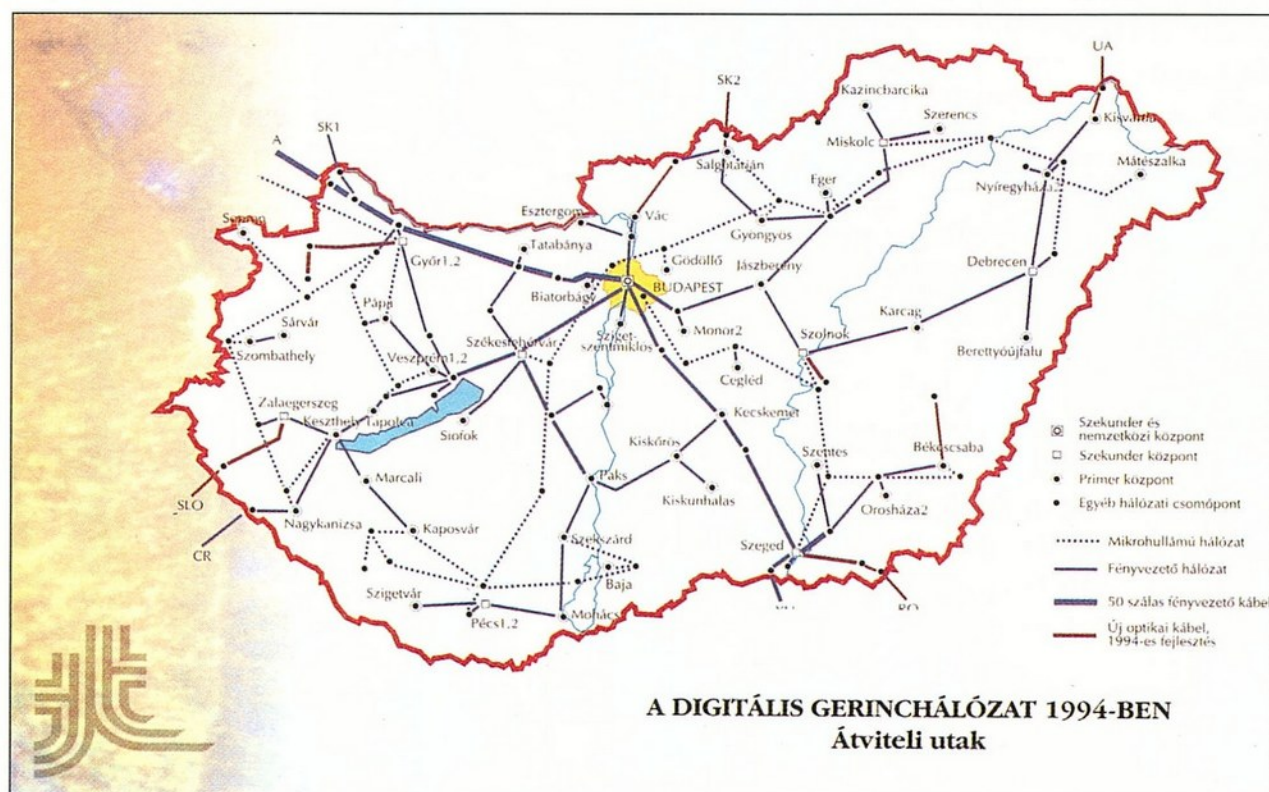 UA
SK2
Kazincbarcika
Szerencs
Kisvárda
SK1
A
Miskolc
Salgótarján
Mátészalka
Eger
Nyíregyháza2
Sopron
Esztergom
Vác
Gyöngyös
Tatabánya
Győr1.2
Gödöllő
Jászberény
Debrecen
Biatorbágy
BUDAPEST
Pápa
Karcag
Sárvár
Monor2
Sziget-
szentmiklós
Székesfehérvár
Szolnok
Szombathely
Veszprém1.2
Berettyóújfalu
Cegléd
Zalaegerszeg
Keszthely
Tapolca
Siófok
Kecskemét
Kiskőrös
Szentes
Békéscsaba
Marcali
Paks
Kiskunhalas
SLO
Orosháza2
Nagykanizsa
Kaposvár
Szekszárd
Szeged
CR
Baja
Szigetvár
Pécs1.2
Mohács
Szekunder és
nemzetközi központ
Szekunder központ
Primer központ
Egyéb hálózati csomópont
Mikrohullámú hálózat
Fényvezető hálózat
50 szálas fényvezető kábel
Új optikai kábel,
1994-es fejlesztés
A DIGITÁLIS GERINCHÁLÓZAT 1994-BEN
Átviteli utak